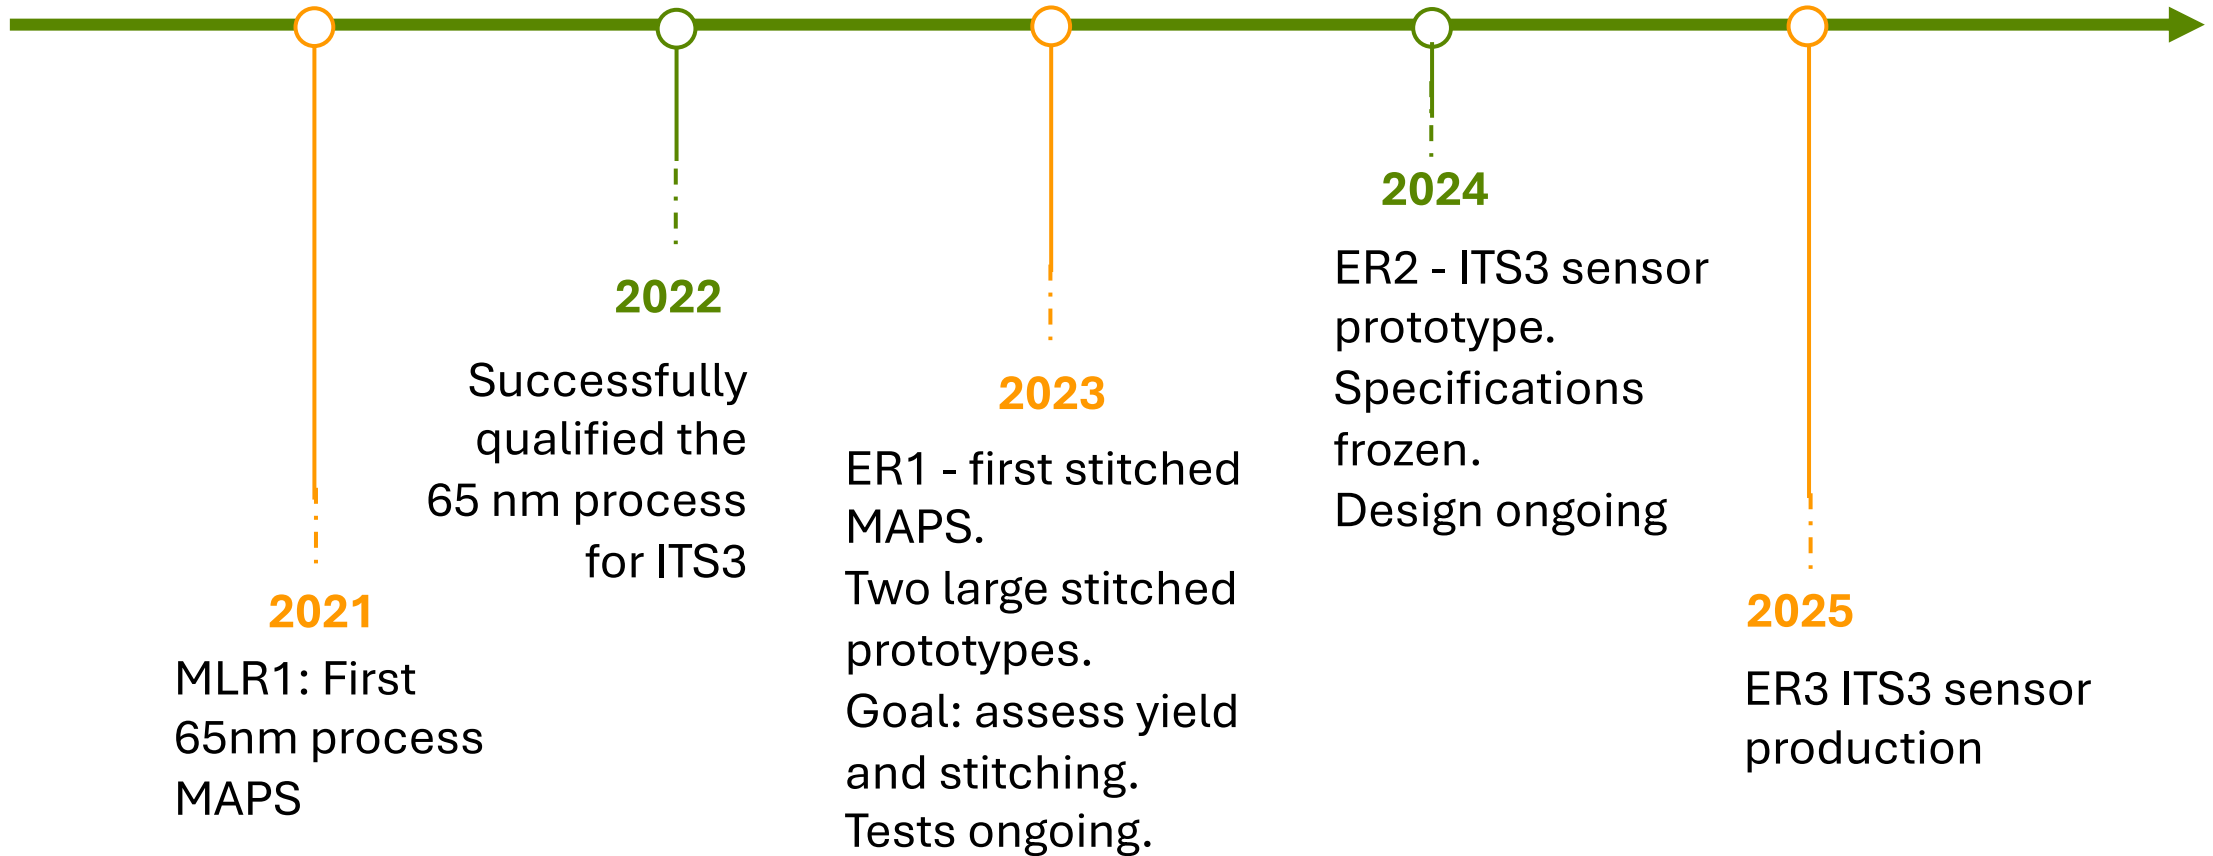 2021
MLR1: First
65nm process
MAPS
2022
Successfully
qualified the
65 nm process
for ITS3
2023
ER1 - first stitched
MAPS.
Two large stitched
prototypes.
Goal: assess yield
and stitching.
Tests ongoing.
2024
ER2 - ITS3 sensor
prototype.
Specifications
frozen.
Design ongoing
2025
ER3 ITS3 sensor
production